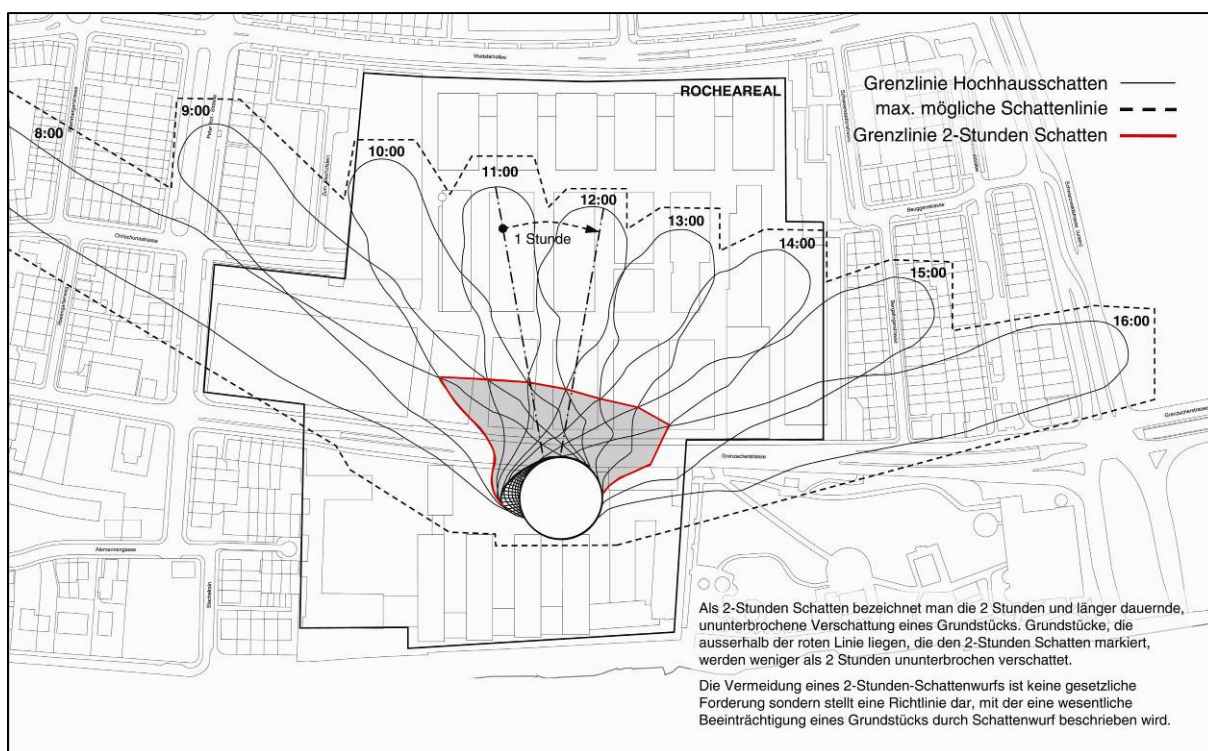 Wettsteinallee
ROCHEAREAL
Grenzlinie Hochhausschatten
max. mögliche Schattenlinie
Grenzlinie 2-Stunden Schatten
8:00
9:00
10:00
11:00
12:00
13:00
14:00
15:00
16:00
1 Stunde
Grenzacherstrasse
Grenzacherstrasse
Alemannengasse
Als 2-Stunden Schatten bezeichnet man die 2 Stunden und länger dauernde,
ununterbrochene Verschattung eines Grundstücks. Grundstücke, die
ausserhalb der roten Linie liegen, die den 2-Stunden Schatten markiert,
werden weniger als 2 Stunden ununterbrochen verschattet.
Die Vermeidung eines 2-Stunden-Schattenwurfs ist keine gesetzliche
Forderung sondern stellt eine Richtlinie dar, mit der eine wesentliche
Beeinträchtigung eines Grundstücks durch Schattenwurf beschrieben wird.